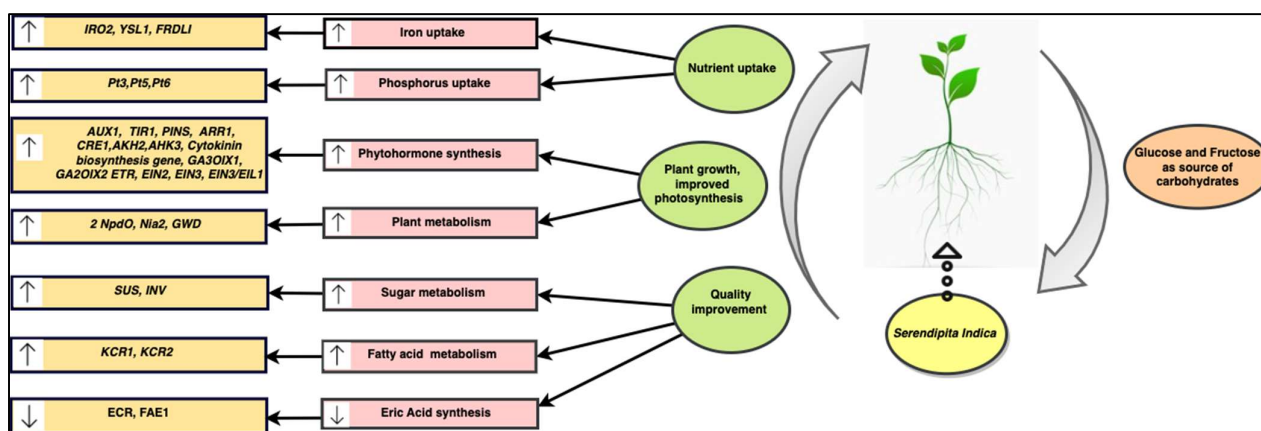 IRO2, YSL1, FRDLI
Iron uptake
Nutrient uptake
Pt3,Pt5,Pt6
Phosphorus uptake
AUX1, TIR1, PINS, ARR1,
CRE1,AKH2,AHK3, Cytokinin
biosynthesis gene, GA3OIX1,
GA2OIX2 ETR, EIN2, EIN3, EIN3/EIL1
Phytohormone synthesis
Plant growth,
improved
photosynthesis
2 NpdO, Nia2, GWD
Plant metabolism
SUS, INV
Sugar metabolism
Quality
improvement
KCR1, KCR2
Fatty acid metabolism
ECR, FAE1
Eric Acid synthesis
Glucose and Fructose
as source of
carbohydrates
Serendipita Indica